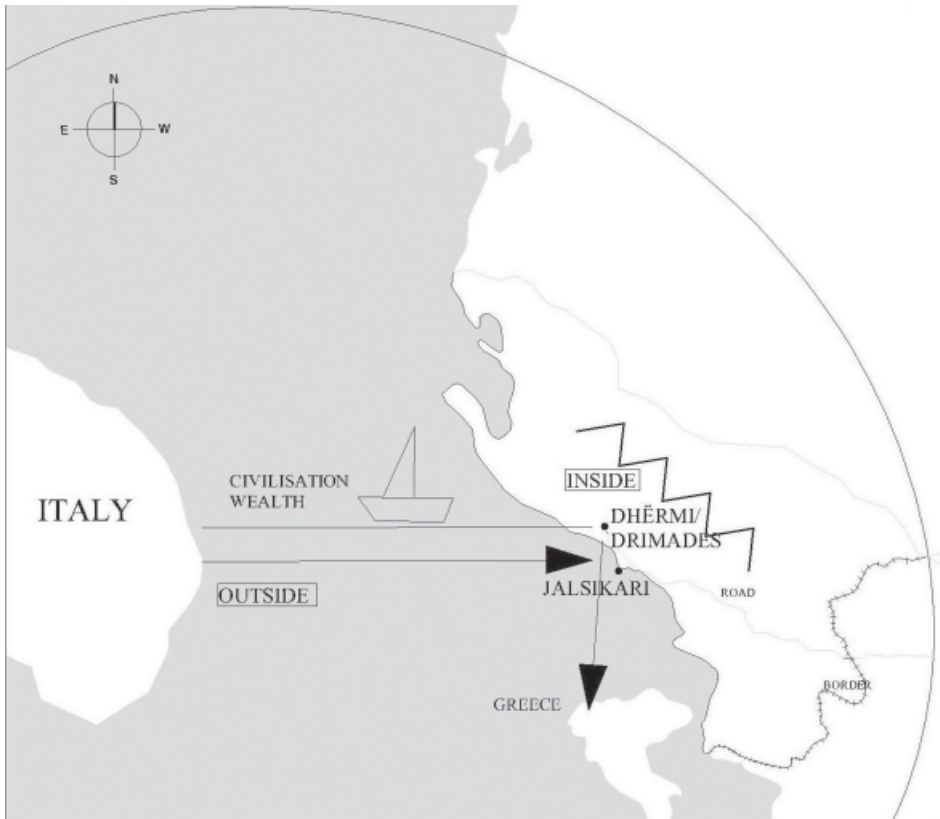 N
E W
S
ITALY
CIVILISATION
WEALTH
OUTSIDE
INSIDE
DHËRMI/
DRIMADES
JALSIKARI
ROAD
BORDER
GREECE